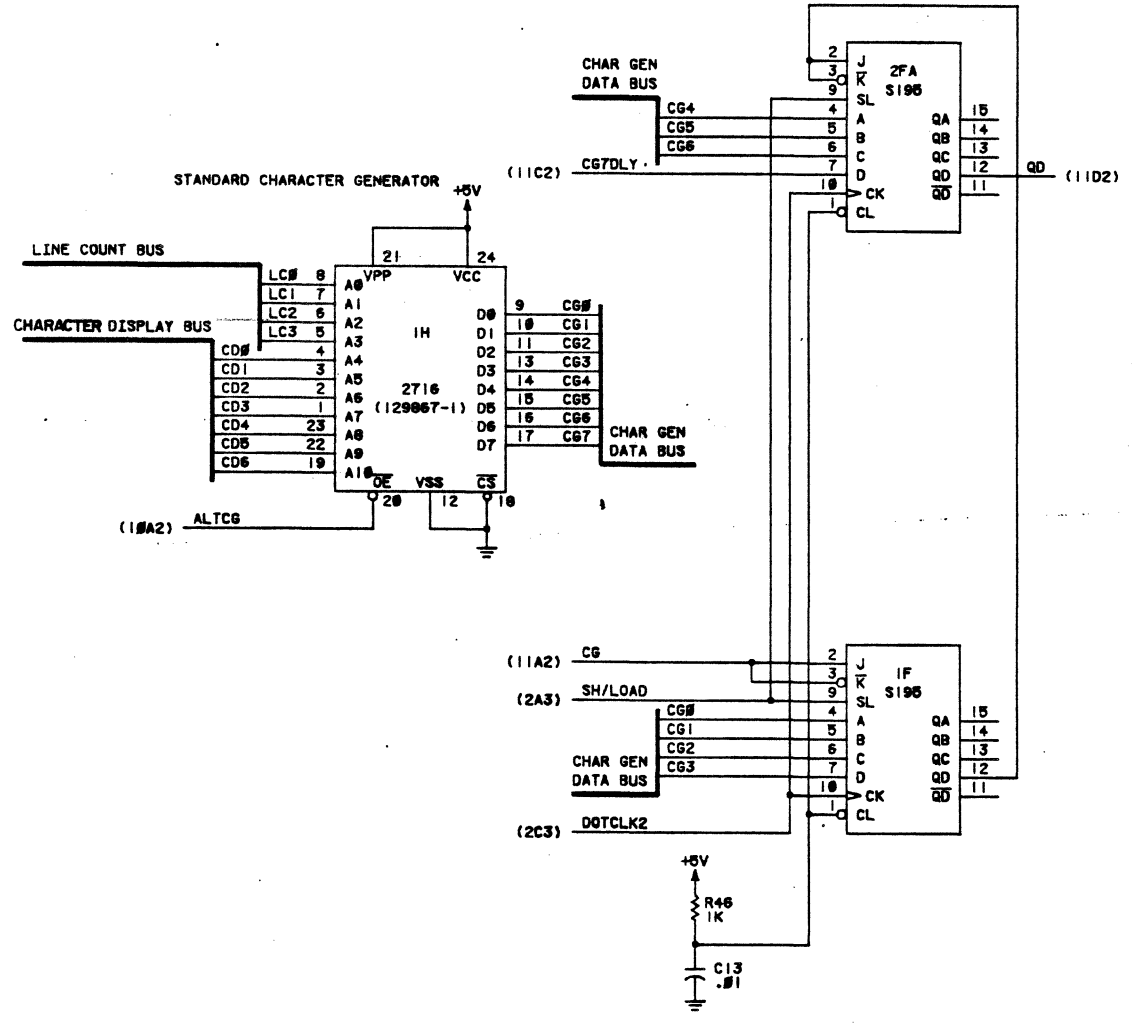 STANDARD CHARACTER GENERATOR
+5V
LINE COUNT BUS
LC0 8 A0
LC1 7 A1
LC2 6 A2
LC3 5 A3
CHARACTER DISPLAY BUS
CD0 4 A4
CD1 3 A5
CD2 2 A6
CD3 1 A7
CD4 23 A8
CD5 22 A9
CD6 19 A10
21 24
VPP VCC
1H
2716
(129867-1)
D0 9 CG0
D1 10 CG1
D2 11 CG2
D3 13 CG3
D4 14 CG4
D5 15 CG5
D6 16 CG6
D7 17 CG7
CHAR GEN
DATA BUS
OE VSS CS
20 12 18
(10A2) ALTCG
CHAR GEN
DATA BUS
2 J
3 K
9 SL
CG4 4 A
CG5 5 B
CG6 6 C
(11C2) CG7DLY 7 D
10 CK
1 CL
2FA
S195
QA 15
QB 14
QC 13
QD 12 QD (11D2)
QD 11
(11A2) CG 2 J
3 K
(2A3) SH/LOAD 9 SL
CG0 4 A
CG1 5 B
CG2 6 C
CG3 7 D
CHAR GEN
DATA BUS
10 CK
1 CL
(2C3) DOTCLK2
1F
S195
QA 15
QB 14
QC 13
QD 12
QD 11
+5V
R46
1K
C13
.01